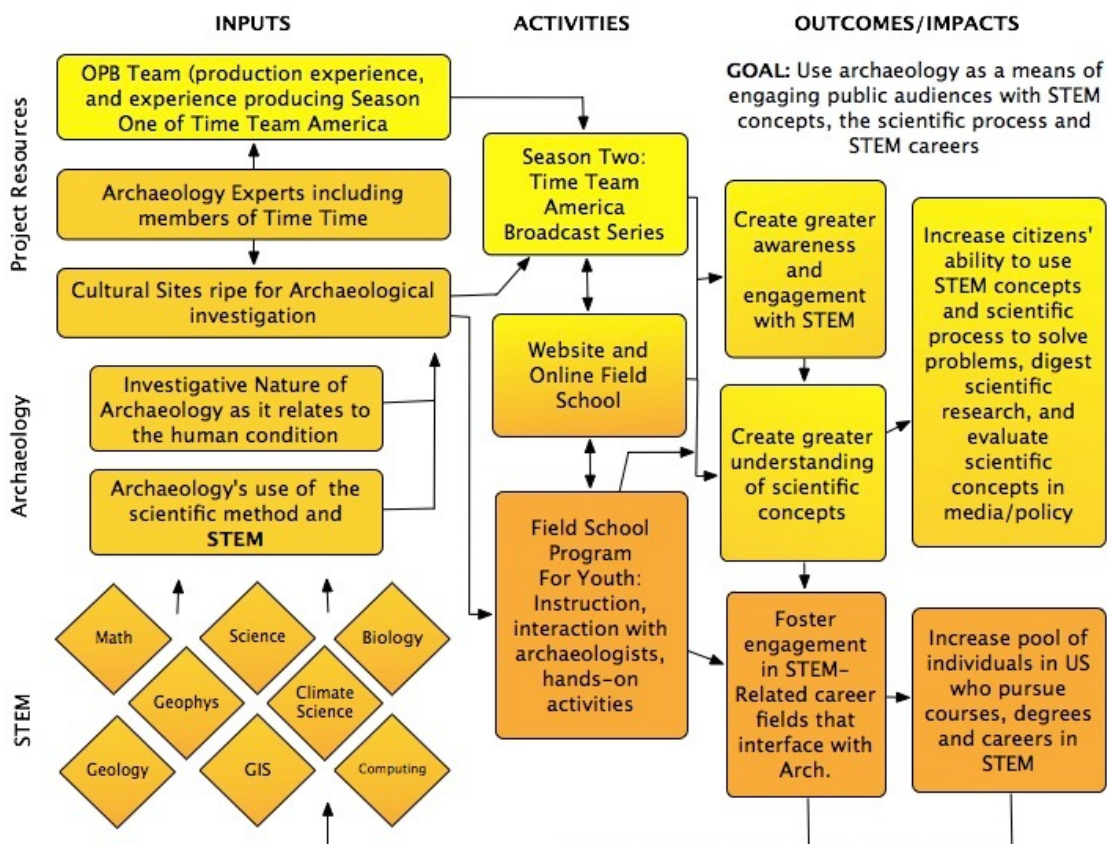 INPUTS
ACTIVITIES
OUTCOMES/IMPACTS
Project Resources
OPB Team (production experience,
and experience producing Season
One of Time Team America
Archaeology Experts including
members of Time Time
Cultural Sites ripe for Archaeological
investigation
Archaeology
Investigative Nature of
Archaeology as it relates to
the human condition
Archaeology's use of the
scientific method and
STEM
STEM
Math
Science
Biology
Geophys
Climate
Science
Geology
GIS
Computing
Season Two:
Time Team
America
Broadcast Series
Website and
Online Field
School
Field School
Program
For Youth:
Instruction,
interaction with
archaeologists,
hands-on
activities
GOAL: Use archaeology as a means of
engaging public audiences with STEM
concepts, the scientific process and
STEM careers
Create greater
awareness
and
engagement
with STEM
Create greater
understanding
of scientific
concepts
Foster
engagement
in STEM-
Related career
fields that
interface with
Arch.
Increase citizens'
ability to use
STEM concepts
and scientific
process to solve
problems, digest
scientific
research, and
evaluate
scientific
concepts in
media/policy
Increase pool of
individuals in US
who pursue
courses, degrees
and careers in
STEM